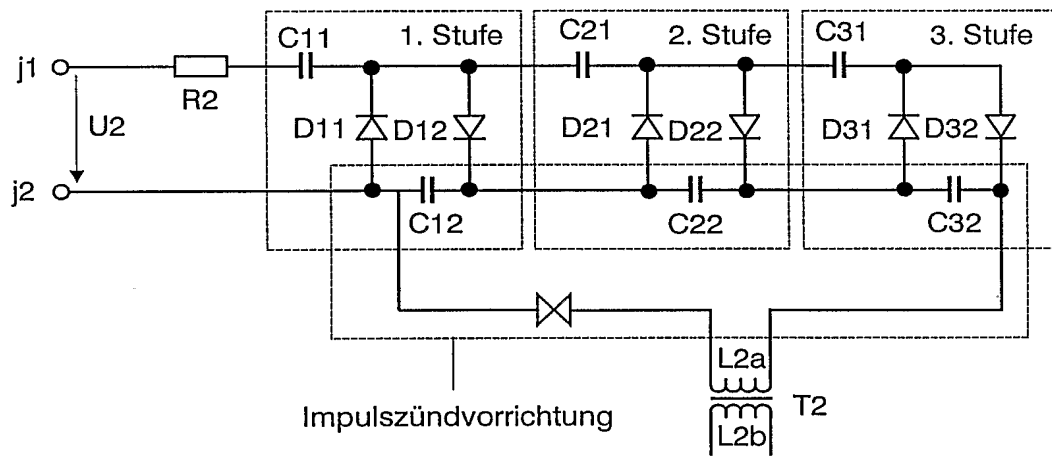 1. Stufe
2. Stufe
3. Stufe
C11
C21
C31
j1
R2
U2
D11
D12
D21
D22
D31
D32
j2
C12
C22
C32
L2a
T2
L2b
Impulszündvorrichtung